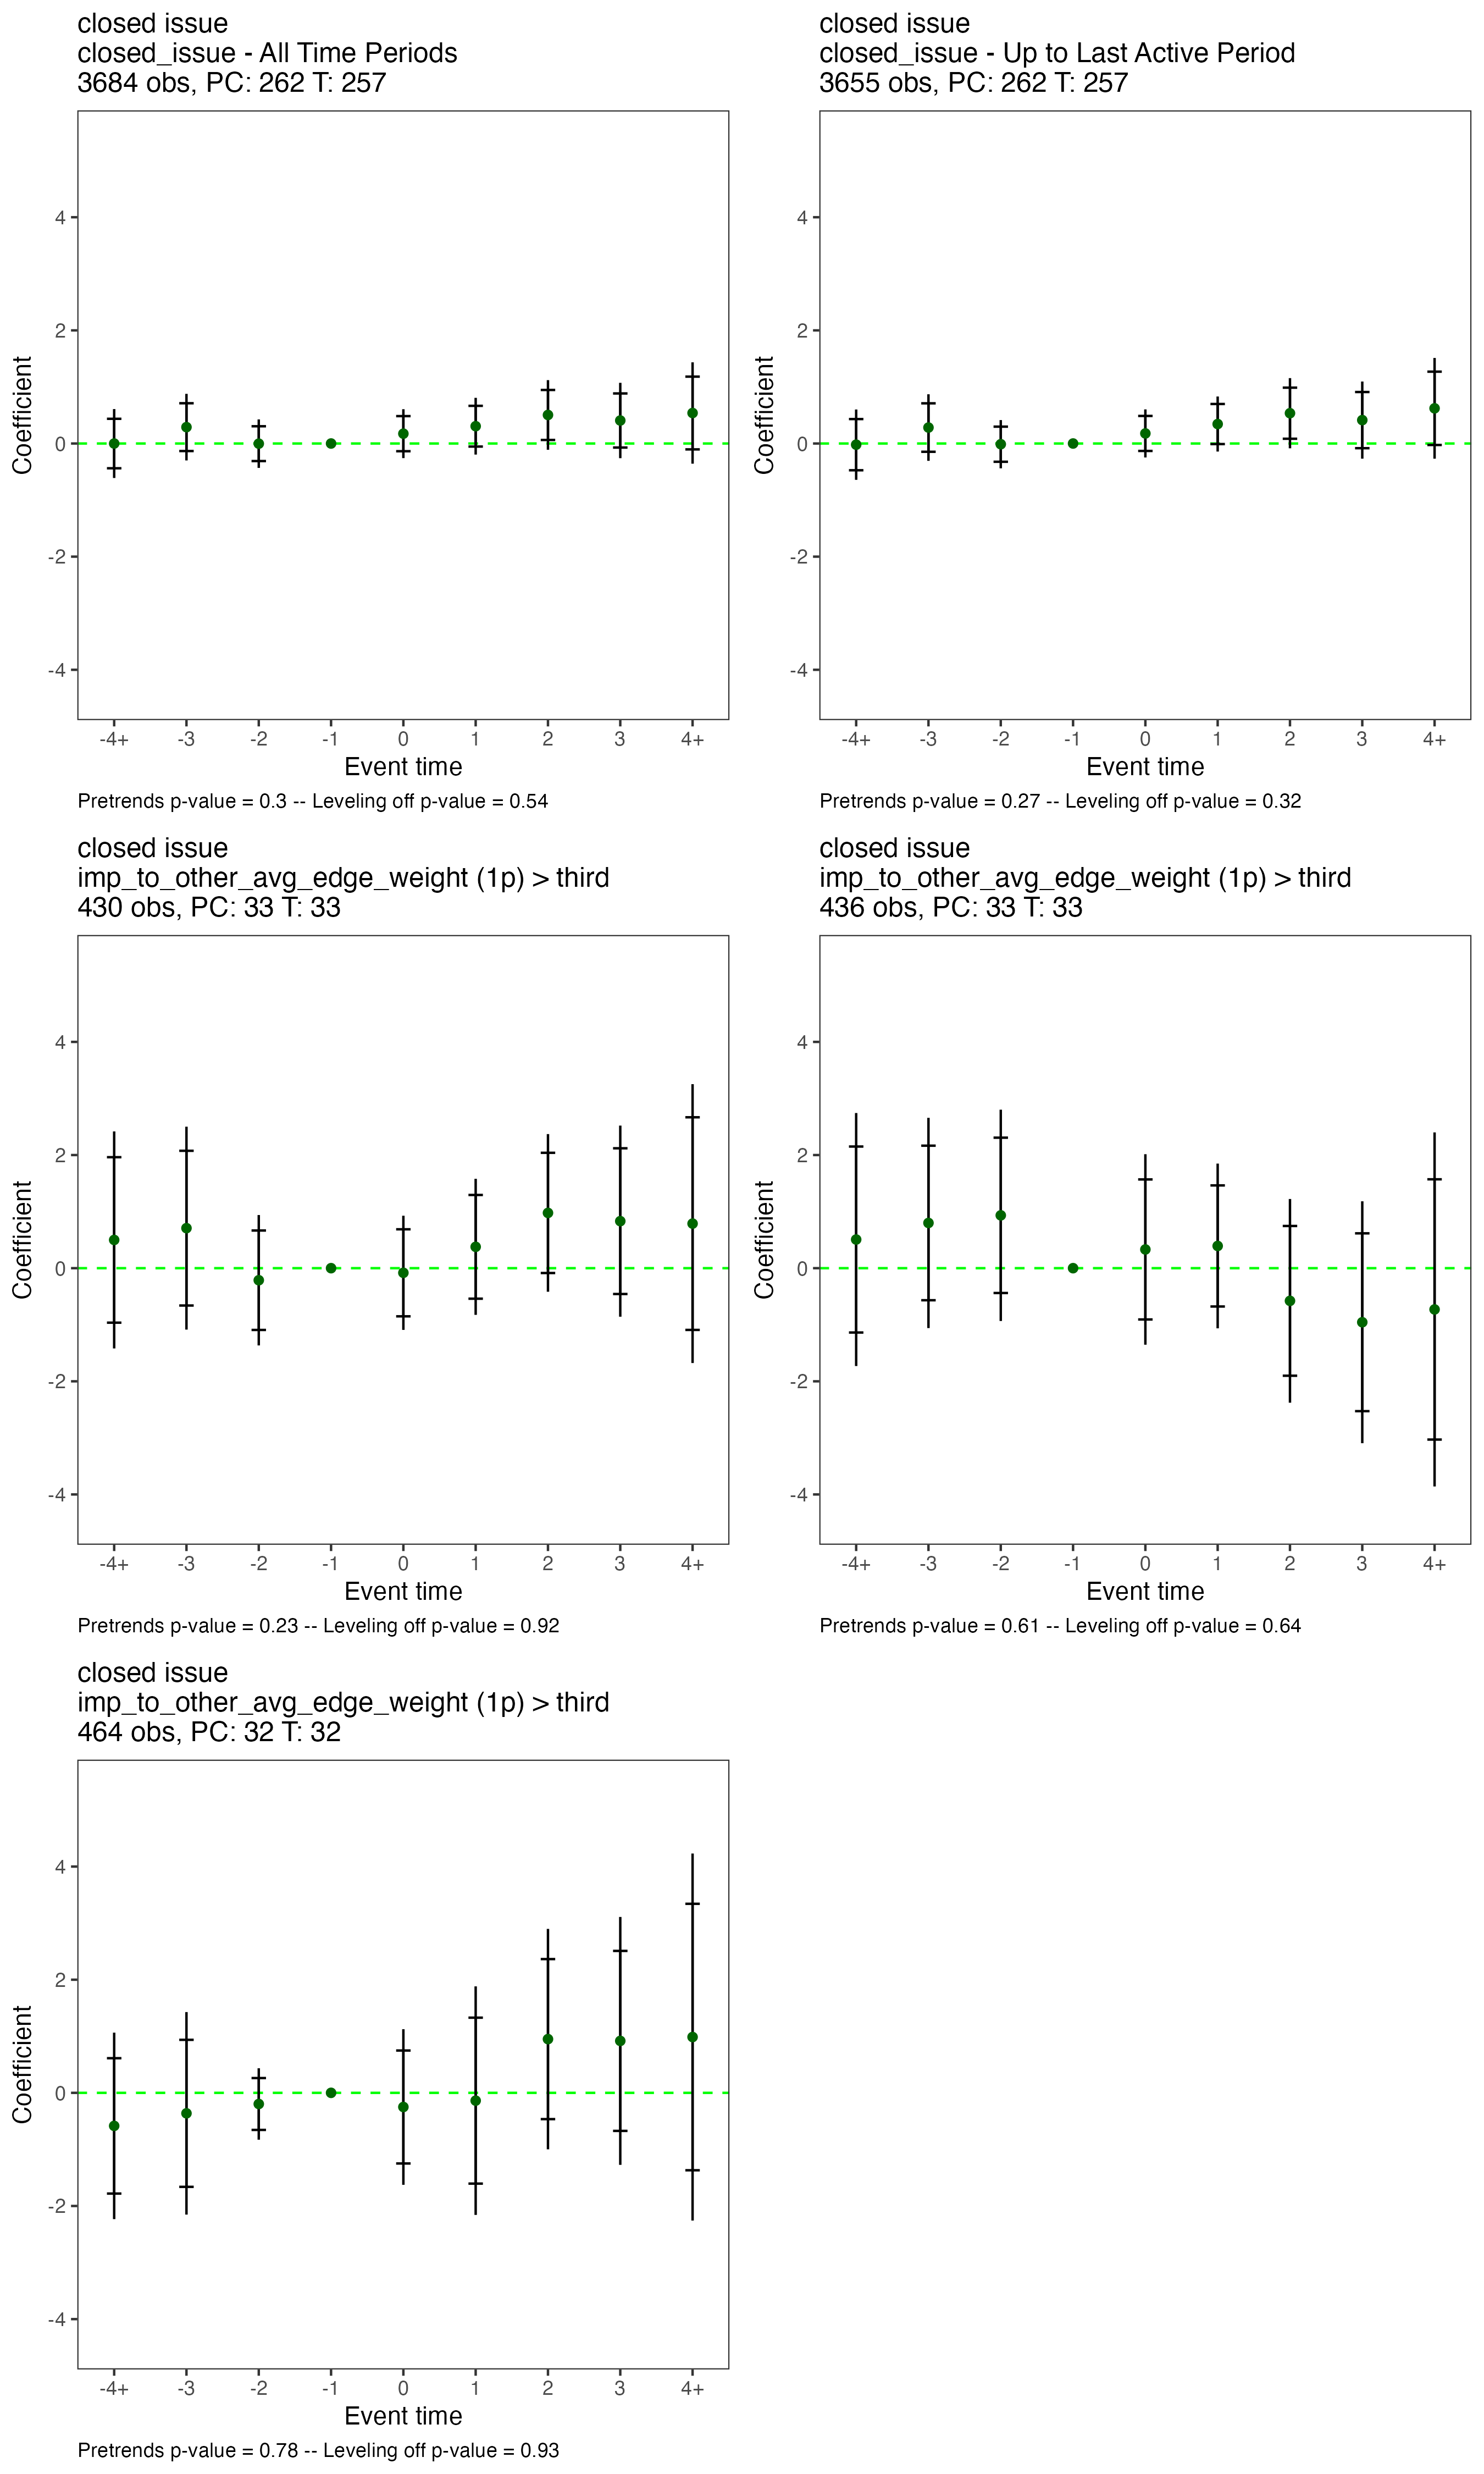 closed issue
closed_issue - All Time Periods
3684 obs, PC: 262 T: 257
Coefficient
4
2
0
-2
-4
-4+
-3
-2
-1
0
1
2
3
4+
Event time
Pretrends p-value = 0.3 -- Leveling off p-value = 0.54
closed issue
closed_issue - Up to Last Active Period
3655 obs, PC: 262 T: 257
Coefficient
4
2
0
-2
-4
-4+
-3
-2
-1
0
1
2
3
4+
Event time
Pretrends p-value = 0.27 -- Leveling off p-value = 0.32
closed issue
imp_to_other_avg_edge_weight (1p) > third
430 obs, PC: 33 T: 33
Coefficient
4
2
0
-2
-4
-4+
-3
-2
-1
0
1
2
3
4+
Event time
Pretrends p-value = 0.23 -- Leveling off p-value = 0.92
closed issue
imp_to_other_avg_edge_weight (1p) > third
436 obs, PC: 33 T: 33
Coefficient
4
2
0
-2
-4
-4+
-3
-2
-1
0
1
2
3
4+
Event time
Pretrends p-value = 0.61 -- Leveling off p-value = 0.64
closed issue
imp_to_other_avg_edge_weight (1p) > third
464 obs, PC: 32 T: 32
Coefficient
4
2
0
-2
-4
-4+
-3
-2
-1
0
1
2
3
4+
Event time
Pretrends p-value = 0.78 -- Leveling off p-value = 0.93